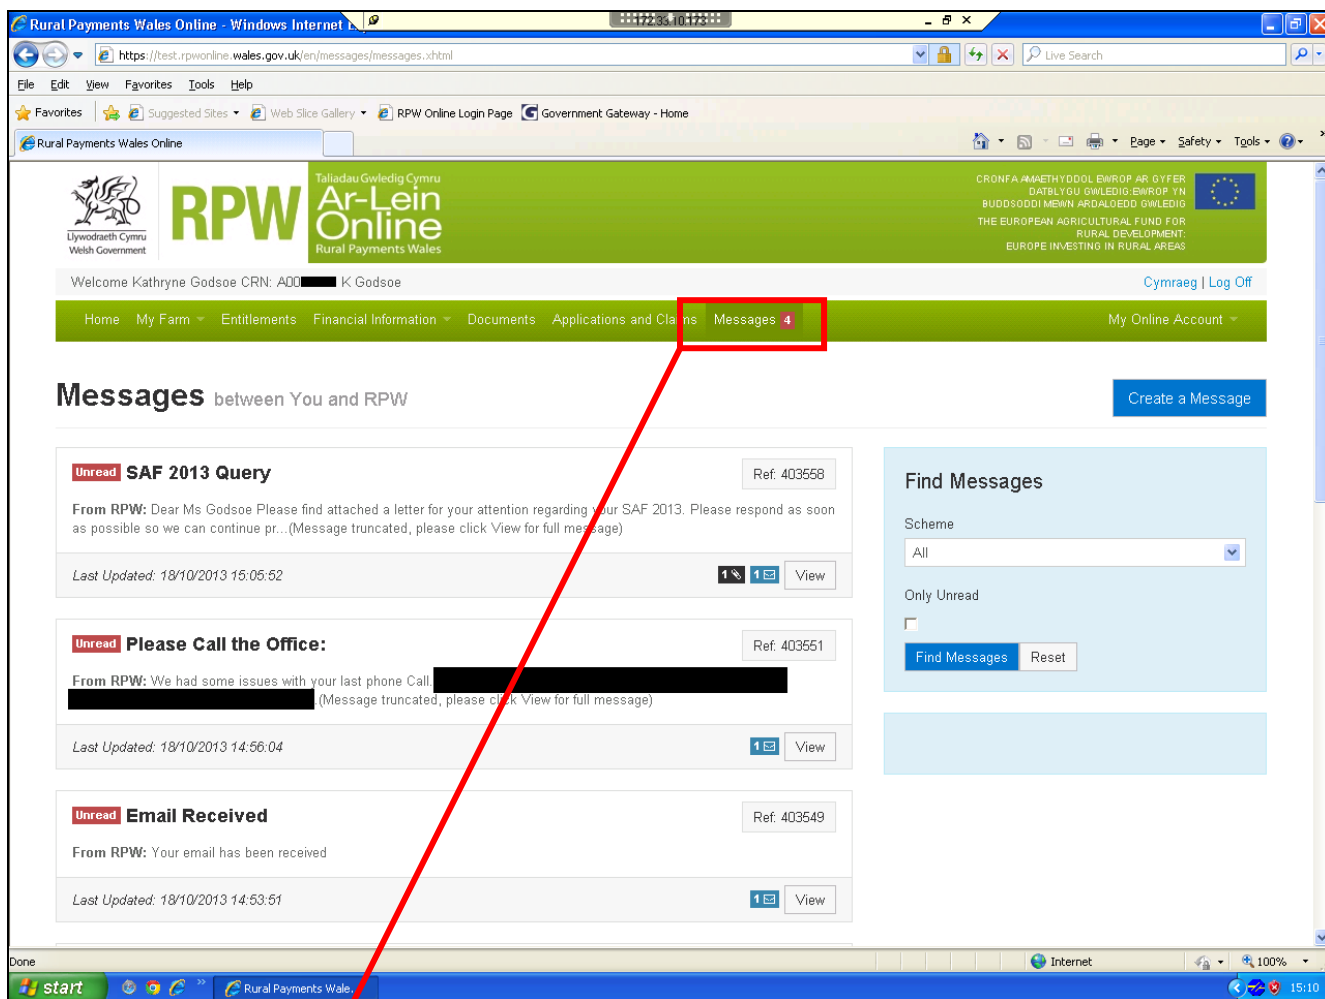 Rural Payments Wales Online - Windows Internet
172.33.10.173
https://test.rpwonline.wales.gov.uk/en/messages/messages.xhtml
Live Search
File Edit View Favorites Tools Help
Favorites Suggested Sites Web Slice Gallery RPW Online Login Page Government Gateway - Home
Rural Payments Wales Online
Page Safety Tools
Llywodraeth Cymru
Welsh Government
RPW
Taliadau Gwledig Cymru
Ar-Lein
Online
Rural Payments Wales
CRONFA AMAETHYDDOL EWROP AR GYFER
DATBLYGU GWLEDIG:EWROP YN
BUDDSODDI MEWN ARDALOEDD GWLEDIG
THE EUROPEAN AGRICULTURAL FUND FOR
RURAL DEVELOPMENT:
EUROPE INVESTING IN RURAL AREAS
Welcome Kathryne Godsoe CRN: A00 K Godsoe
Cymraeg | Log Off
Home My Farm Entitlements Financial Information Documents Applications and Claims Messages 4 My Online Account
Messages between You and RPW
Create a Message
Unread SAF 2013 Query
Ref: 403558
From RPW: Dear Ms Godsoe Please find attached a letter for your attention regarding your SAF 2013. Please respond as soon
as possible so we can continue pr...(Message truncated, please click View for full message)
Last Updated: 18/10/2013 15:05:52
1 1 View
Unread Please Call the Office:
Ref: 403551
From RPW: We had some issues with your last phone Call.
.(Message truncated, please click View for full message)
Last Updated: 18/10/2013 14:56:04
1 View
Unread Email Received
Ref: 403549
From RPW: Your email has been received
Last Updated: 18/10/2013 14:53:51
1 View
Find Messages
Scheme
All
Only Unread
Find Messages Reset
Done
Internet
100%
start
Rural Payments Wale...
15:10